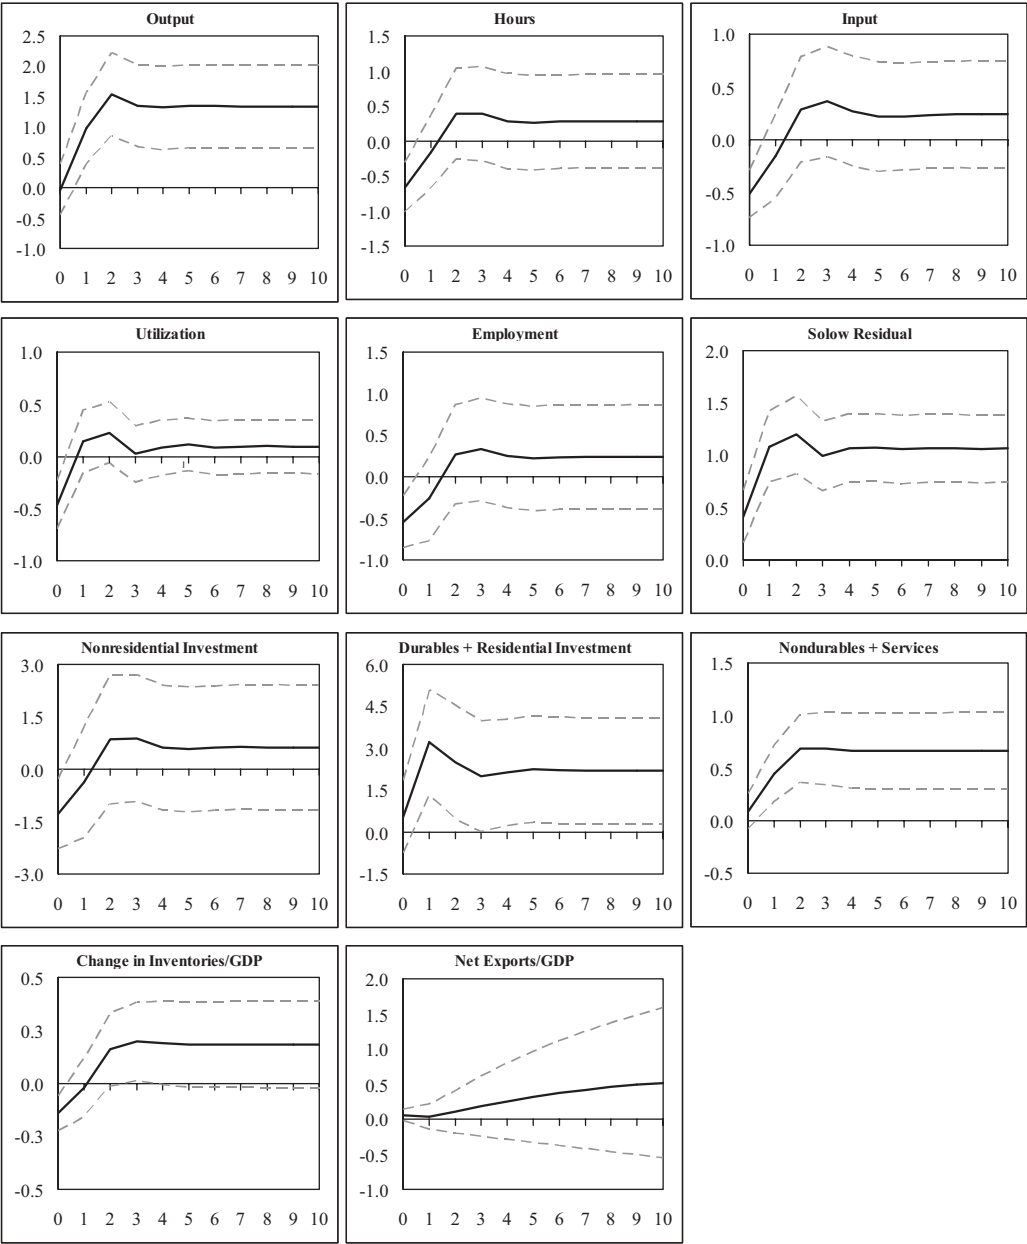 Output
2.5
2.0
1.5
1.0
0.5
0.0
-0.5
-1.0
0 1 2 3 4 5 6 7 8 9 10
Hours
1.5
1.0
0.5
0.0
-0.5
-1.0
-1.5
0 1 2 3 4 5 6 7 8 9 10
Input
1.0
0.5
0.0
-0.5
-1.0
0 1 2 3 4 5 6 7 8 9 10
Utilization
1.0
0.5
0.0
-0.5
-1.0
0 1 2 3 4 5 6 7 8 9 10
Employment
1.5
1.0
0.5
0.0
-0.5
-1.0
0 1 2 3 4 5 6 7 8 9 10
Solow Residual
2.0
1.5
1.0
0.5
0.0
0 1 2 3 4 5 6 7 8 9 10
Nonresidential Investment
3.0
1.5
0.0
-1.5
-3.0
0 1 2 3 4 5 6 7 8 9 10
Durables + Residential Investment
6.0
4.5
3.0
1.5
0.0
-1.5
0 1 2 3 4 5 6 7 8 9 10
Nondurables + Services
1.5
1.0
0.5
0.0
-0.5
0 1 2 3 4 5 6 7 8 9 10
Change in Inventories/GDP
0.5
0.3
0.0
-0.3
-0.5
0 1 2 3 4 5 6 7 8 9 10
Net Exports/GDP
2.0
1.5
1.0
0.5
0.0
-0.5
-1.0
0 1 2 3 4 5 6 7 8 9 10